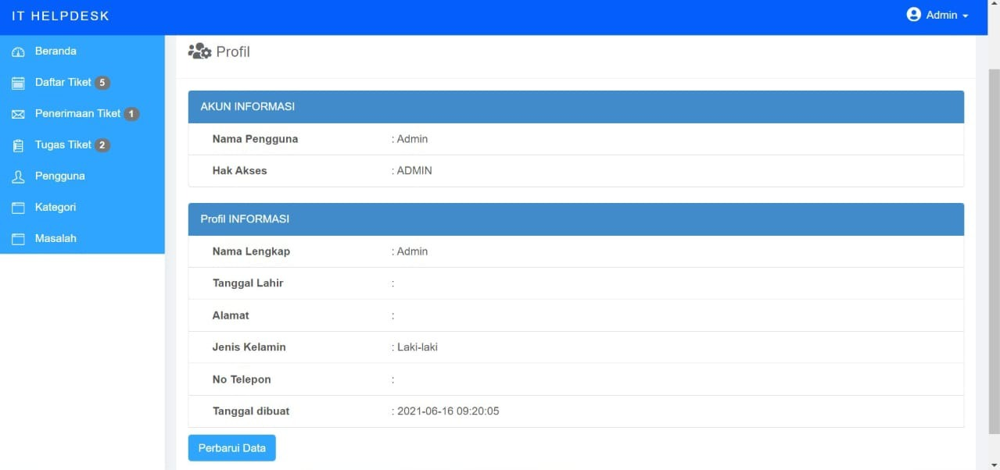 IT HELPDESK
Admin
Beranda
Daftar Tiket 5
Penerimaan Tiket 1
Tugas Tiket 2
Pengguna
Kategori
Masalah
Profil
AKUN INFORMASI
Nama Pengguna : Admin
Hak Akses : ADMIN
Profil INFORMASI
Nama Lengkap : Admin
Tanggal Lahir :
Alamat :
Jenis Kelamin : Laki-laki
No Telepon :
Tanggal dibuat : 2021-06-16 09:20:05
Perbarui Data